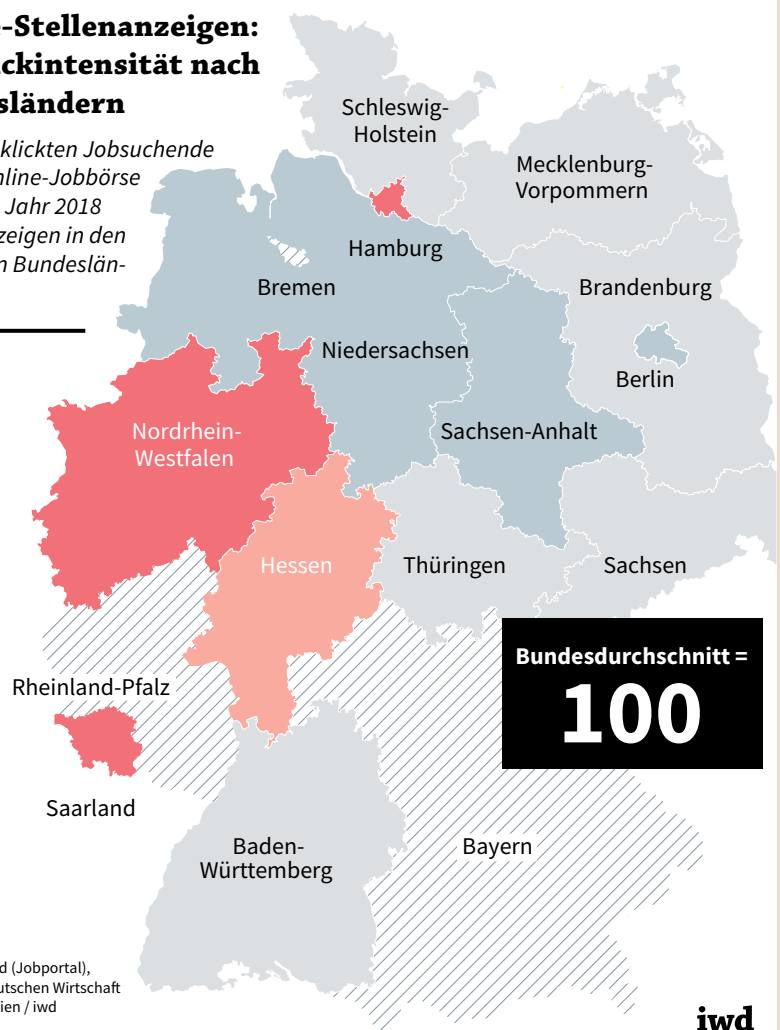 -Stellenanzeigen:
ckintensität nach
sländern
klickten Jobsuchende
nline-Jobbörse
Jahr 2018
zeigen in den
n Bundeslän-
Schleswig-
Holstein
Mecklenburg-
Vorpommern
Hamburg
Bremen
Brandenburg
Niedersachsen
Berlin
Nordrhein-
Westfalen
Sachsen-Anhalt
Hessen
Thüringen
Sachsen
Bundesdurchschnitt =
100
Rheinland-Pfalz
Saarland
Baden-
Württemberg
Bayern
d (Jobportal),
utschen Wirtschaft
ien / iwd
iwd